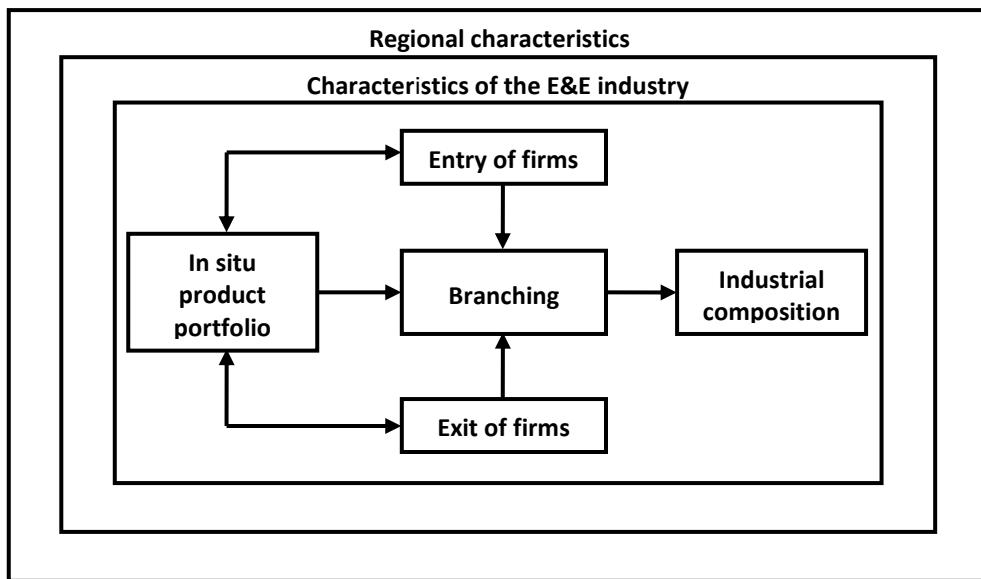 Regional characteristics
Characteristics of the E&E industry
Entry of firms
In situ
product
portfolio
Branching
Industrial
composition
Exit of firms